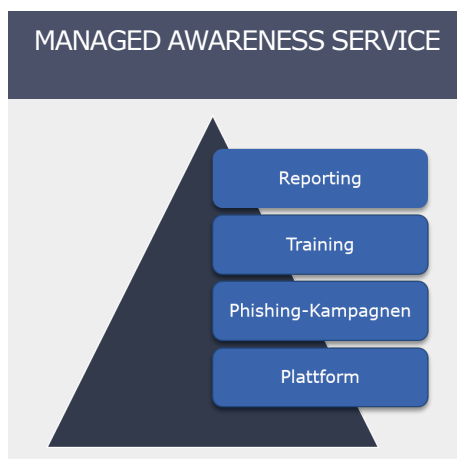 MANAGED AWARENESS SERVICE
Reporting
Training
Phishing-Kampagnen
Plattform